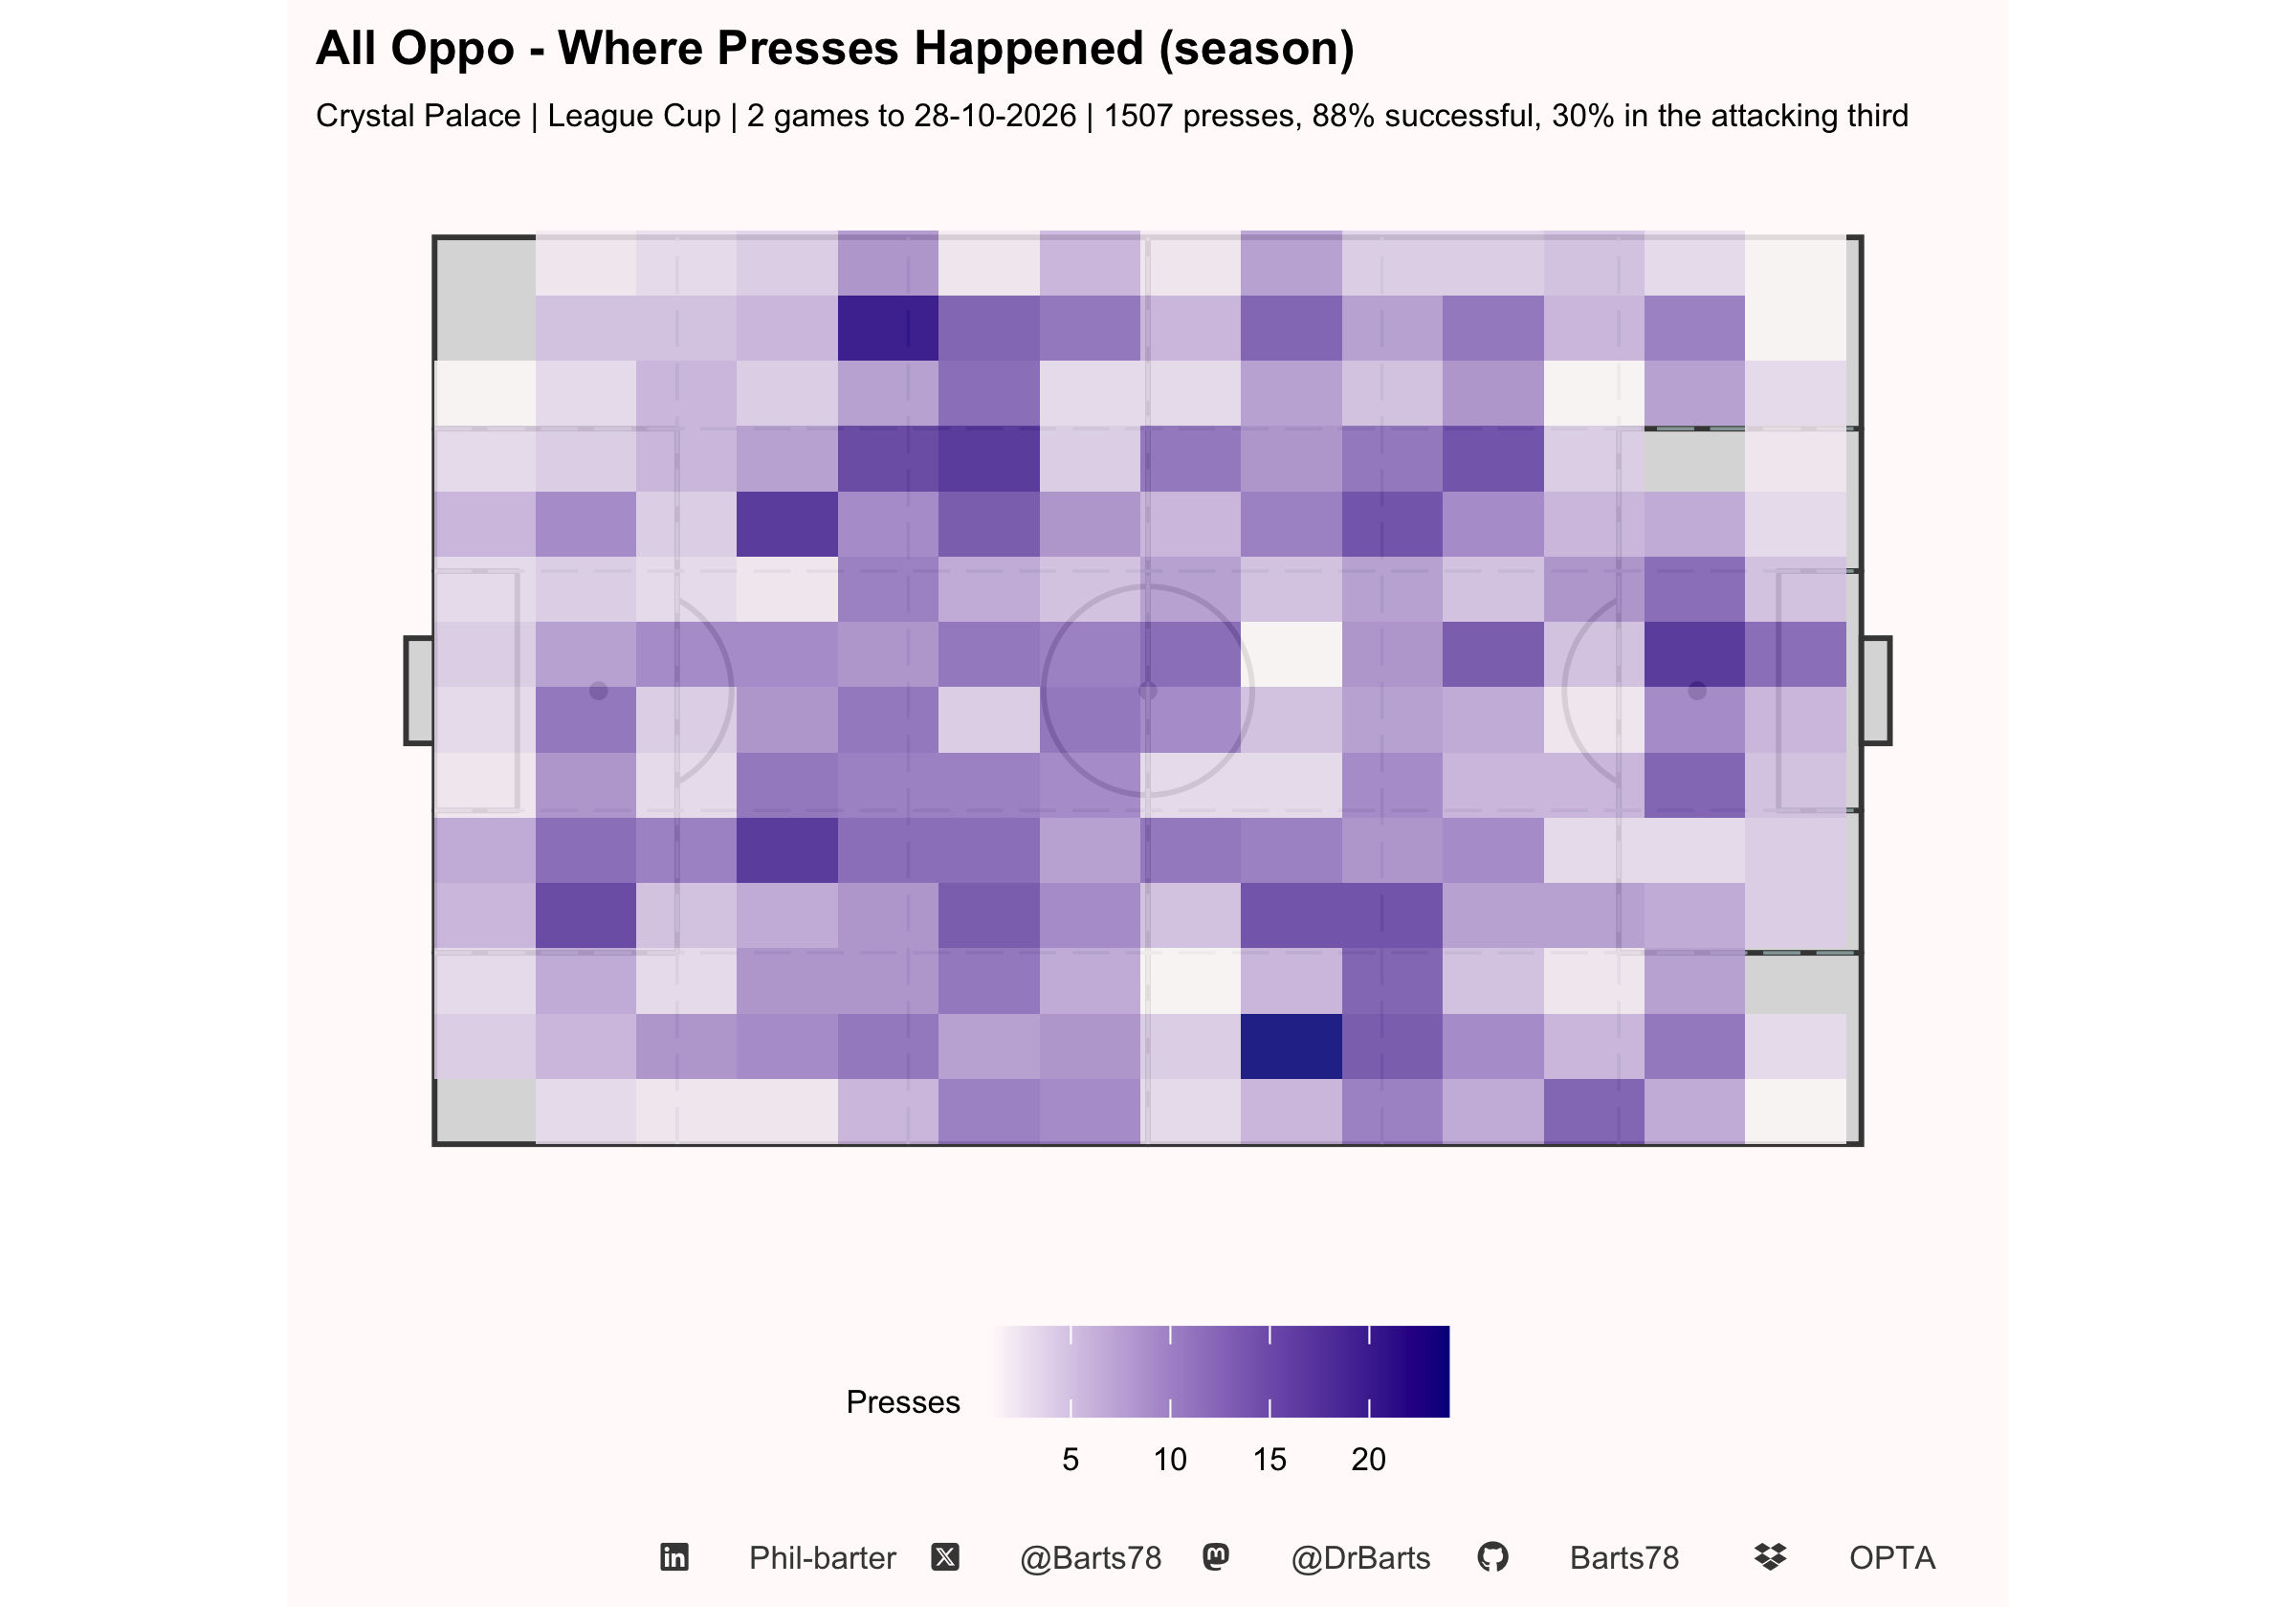 All Oppo - Where Presses Happened (season)
Crystal Palace | League Cup | 2 games to 28-10-2026 | 1507 presses, 88% successful, 30% in the attacking third
Presses
5 10 15 20
Phil-barter @Barts78 @DrBarts Barts78 OPTA